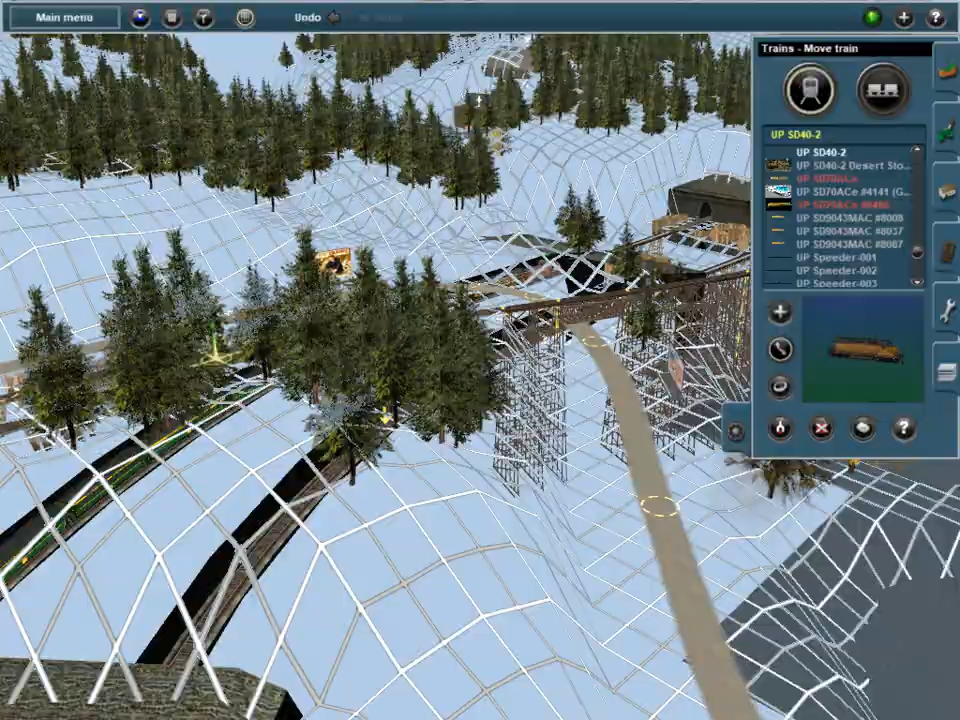 Main menu
Undo
?
Trains - Move train
UP SD40-2
UP SD40-2
UP SD40-2 Desert Sto...
UP SD70ACe
UP SD70ACe #4141 (G...
UP SD9043MAC #8008
UP SD9043MAC #8037
UP SD9043MAC #8087
UP Speeder-001
UP Speeder-002
UP Speeder-003
?